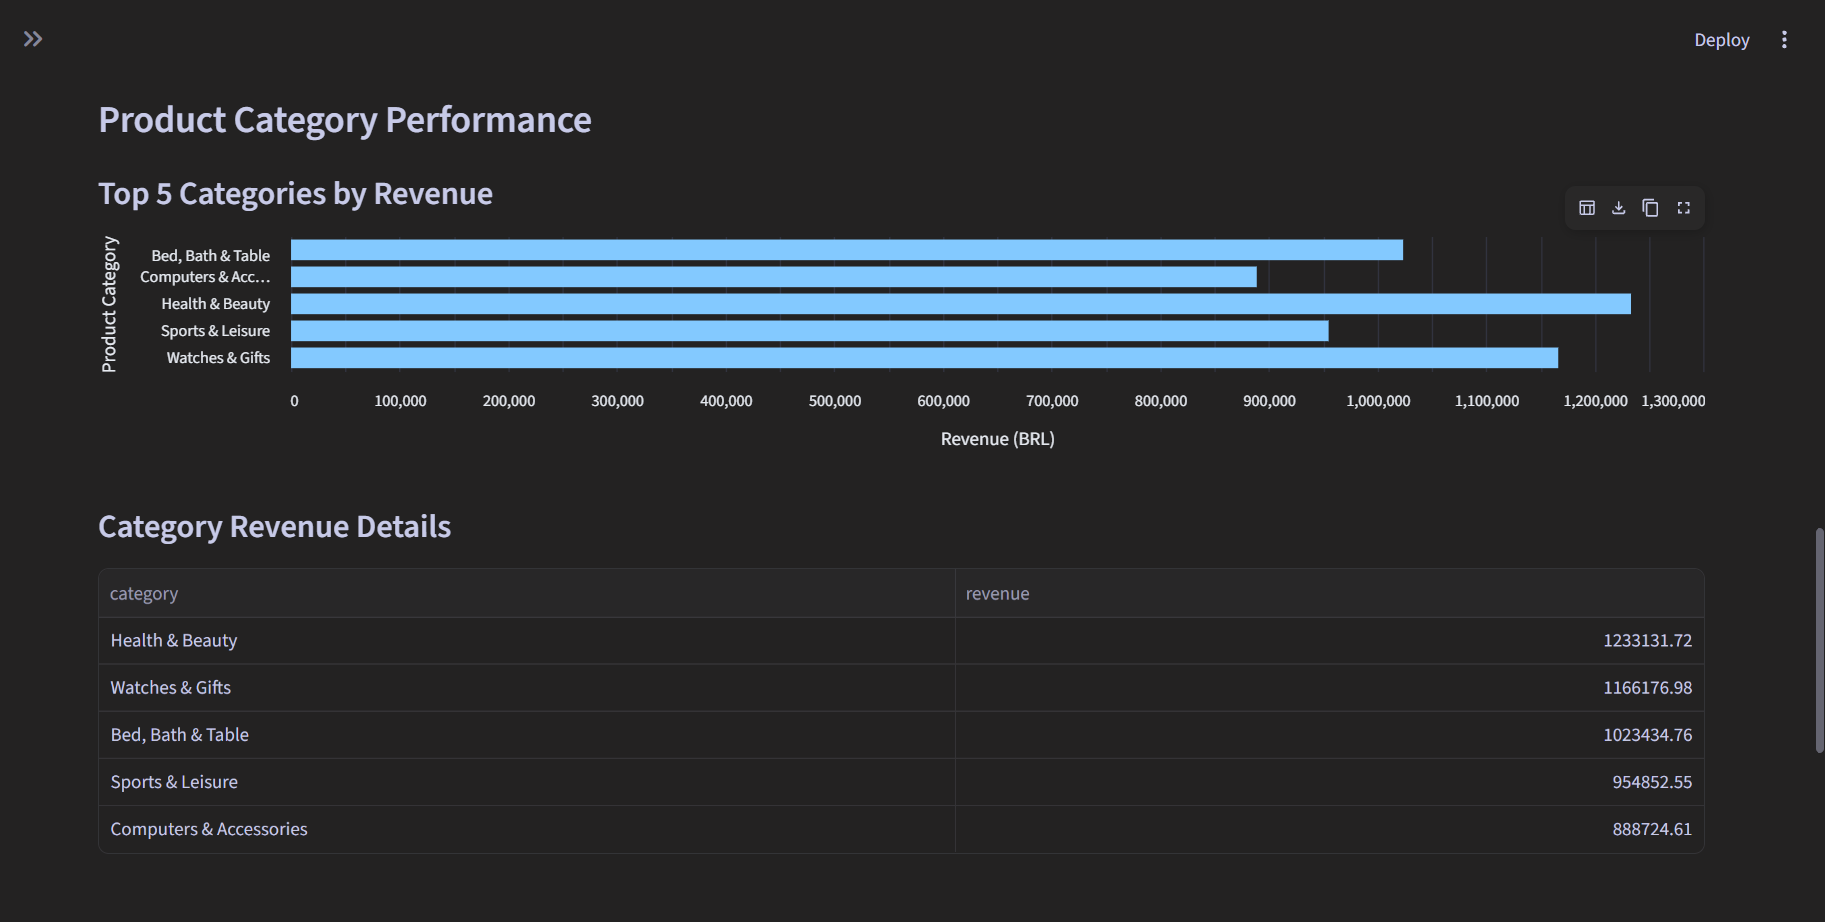 Deploy
Product Category Performance
Top 5 Categories by Revenue
Product Category
Bed, Bath & Table
Computers & Acc…
Health & Beauty
Sports & Leisure
Watches & Gifts
0 100,000 200,000 300,000 400,000 500,000 600,000 700,000 800,000 900,000 1,000,000 1,100,000 1,200,000 1,300,000
Revenue (BRL)
Category Revenue Details
category revenue
Health & Beauty 1233131.72
Watches & Gifts 1166176.98
Bed, Bath & Table 1023434.76
Sports & Leisure 954852.55
Computers & Accessories 888724.61